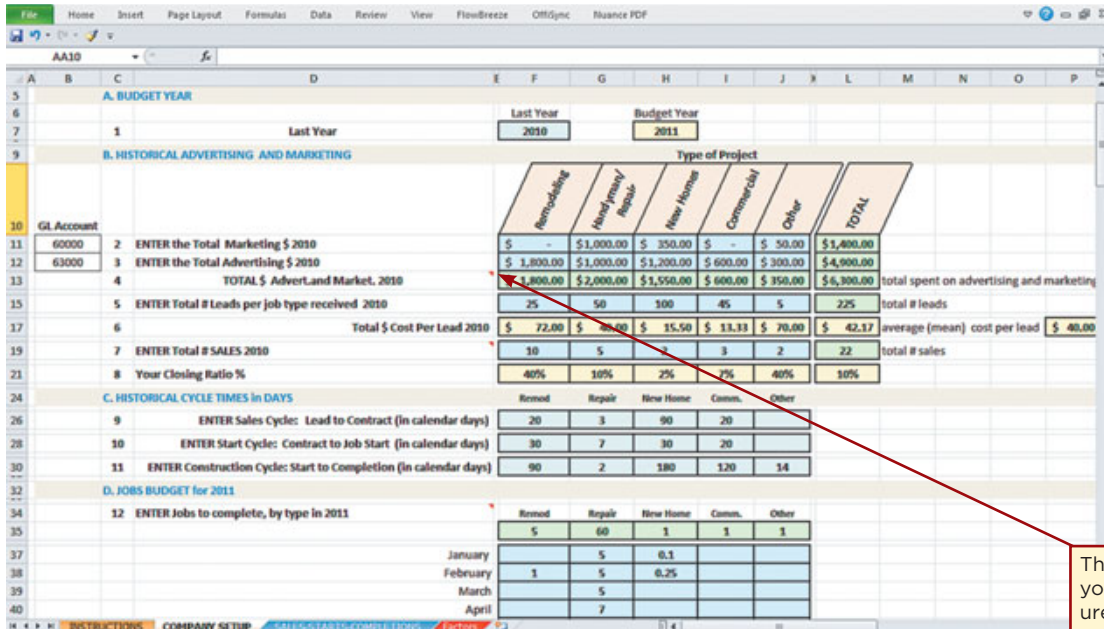 File Home Insert Page Layout Formulas Data Review View FlowBreeze OffiSync Nuance PDF
AA10 fx
A B C D E F G H I J L M N O P
5 A. BUDGET YEAR
6 Last Year Budget Year
7 1 Last Year 2010 2011
9 B. HISTORICAL ADVERTISING AND MARKETING Type of Project
10 GL Account Remodeling Handyman/ Repair New Homes Commercial Other TOTAL
11 60000 2 ENTER the Total Marketing $ 2010 $ - $1,000.00 $ 350.00 $ - $ 50.00 $1,400.00
12 63000 3 ENTER the Total Advertising $ 2010 $ 1,800.00 $1,000.00 $1,200.00 $ 600.00 $ 300.00 $4,900.00
13 4 TOTAL $ Advert.and Market. 2010 1,800.00 $2,000.00 $1,550.00 $ 600.00 $ 350.00 $6,300.00 total spent on advertising and marketing
15 5 ENTER Total # Leads per job type received 2010 25 50 100 45 5 225 total # leads
17 6 Total $ Cost Per Lead 2010 $ 72.00 $ 40.00 $ 15.50 $ 13.33 $ 70.00 $ 42.17 average (mean) cost per lead $ 40.00
19 7 ENTER Total # SALES 2010 10 5 3 2 22 total # sales
21 8 Your Closing Ratio % 40% 10% 2% 7% 40% 10%
24 C. HISTORICAL CYCLE TIMES in DAYS Remod Repair New Home Comm. Other
26 9 ENTER Sales Cycle: Lead to Contract (in calendar days) 20 3 90 20
28 10 ENTER Start Cycle: Contract to Job Start (in calendar days) 30 7 30 20
30 11 ENTER Construction Cycle: Start to Completion (in calendar days) 90 2 180 120 14
32 D. JOBS BUDGET for 2011
34 12 ENTER Jobs to complete, by type in 2011 Remod Repair New Home Comm. Other
35 5 60 1 1 1
37 January 5 0.1
38 February 1 5 0.25
39 March 5
40 April 7
INSTRUCTIONS COMPANY SETUP SALES-STARTS-COMPLETIONS Factors
Th
yo
ure